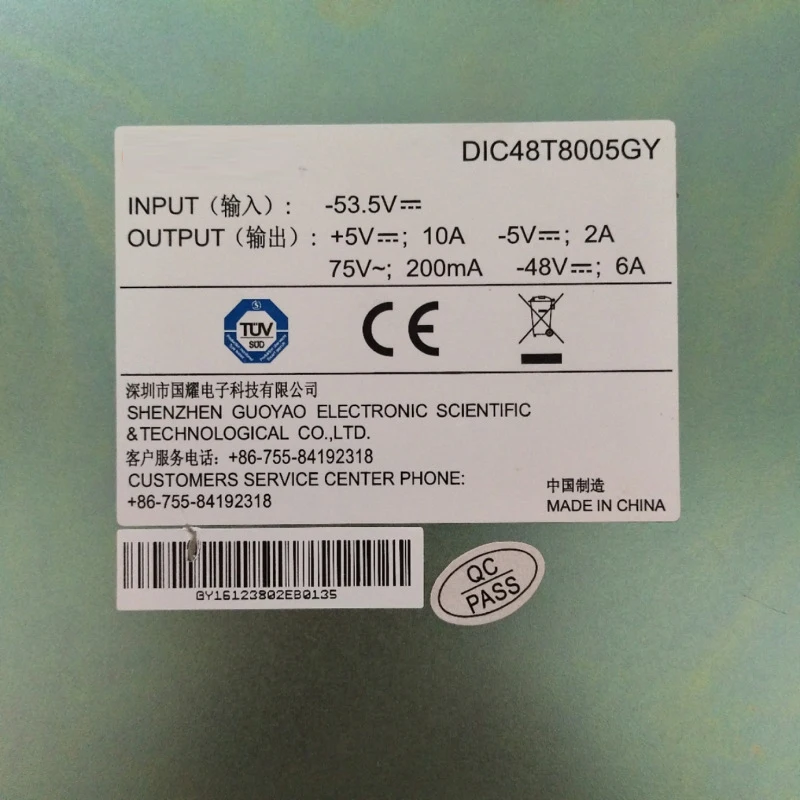 DIC48T8005GY
INPUT（输入）： -53.5V⎓
OUTPUT（输出）：+5V⎓; 10A -5V⎓; 2A
75V~; 200mA -48V⎓; 6A
TÜV
SÜD
CE
深圳市国耀电子科技有限公司
SHENZHEN GUOYAO ELECTRONIC SCIENTIFIC
&TECHNOLOGICAL CO.,LTD.
客户服务电话：+86-755-84192318
CUSTOMERS SERVICE CENTER PHONE:
+86-755-84192318
中国制造
MADE IN CHINA
GY16123802EB0135
QC
PASS